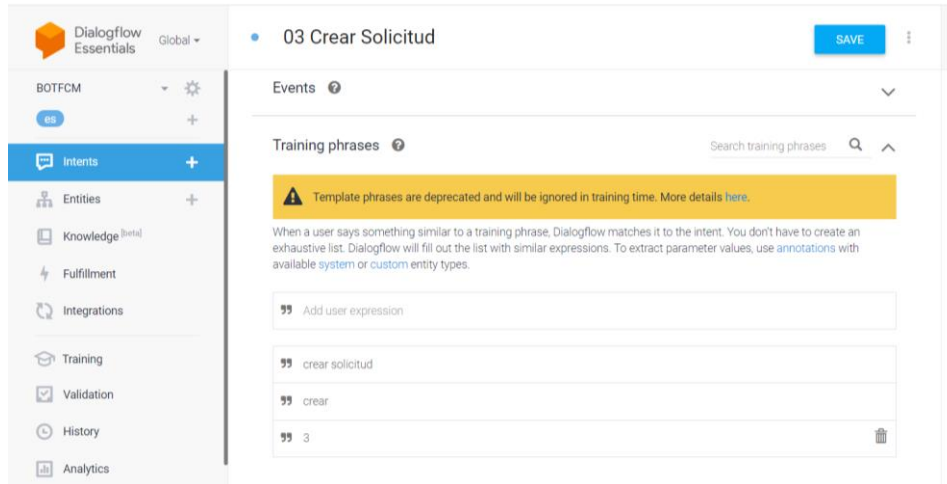 Dialogflow
Essentials
Global
03 Crear Solicitud
SAVE
BOTFCM
es
Intents
Entities
Knowledge [beta]
Fulfillment
Integrations
Training
Validation
History
Analytics
Events
Training phrases
Search training phrases
Template phrases are deprecated and will be ignored in training time. More details here.
When a user says something similar to a training phrase, Dialogflow matches it to the intent. You don't have to create an
exhaustive list. Dialogflow will fill out the list with similar expressions. To extract parameter values, use annotations with
available system or custom entity types.
Add user expression
crear solicitud
crear
3